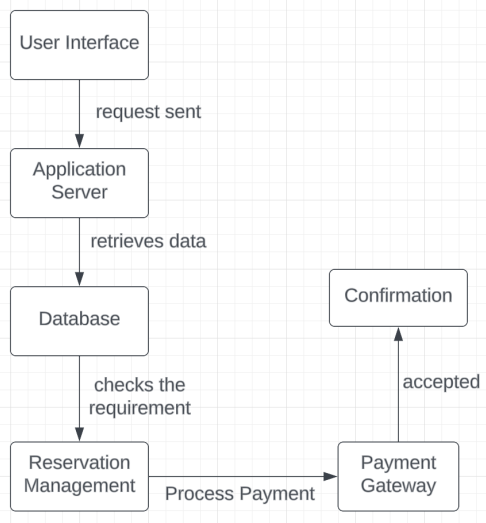 User Interface
request sent
Application
Server
retrieves data
Database
Confirmation
checks the
requirement
accepted
Reservation
Management
Process Payment
Payment
Gateway